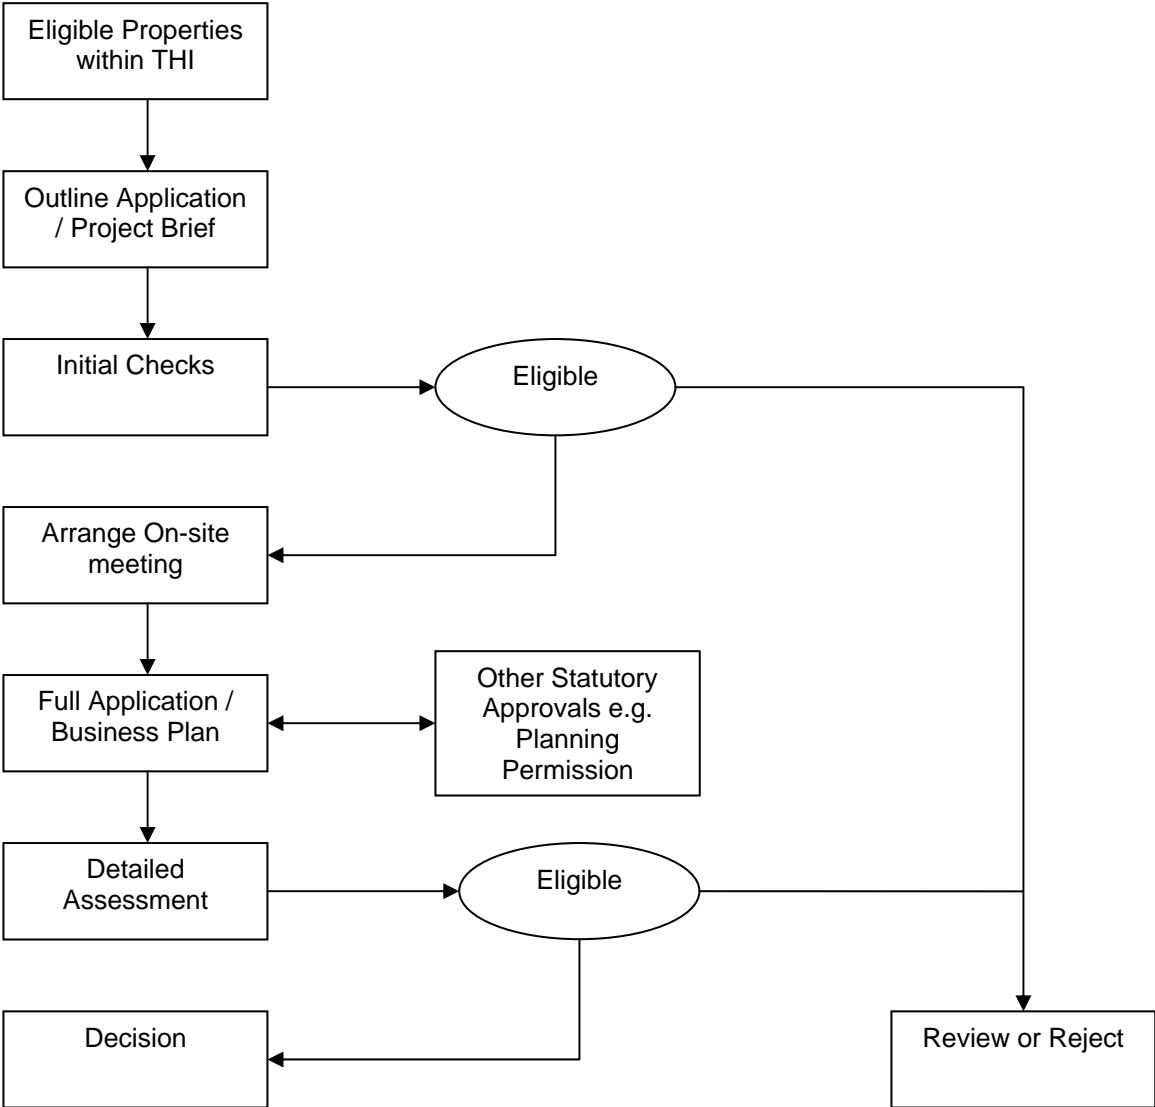 Eligible Properties
within THI
Outline Application
/ Project Brief
Initial Checks
Eligible
Arrange On-site
meeting
Full Application /
Business Plan
Other Statutory
Approvals e.g.
Planning
Permission
Detailed
Assessment
Eligible
Decision
Review or Reject